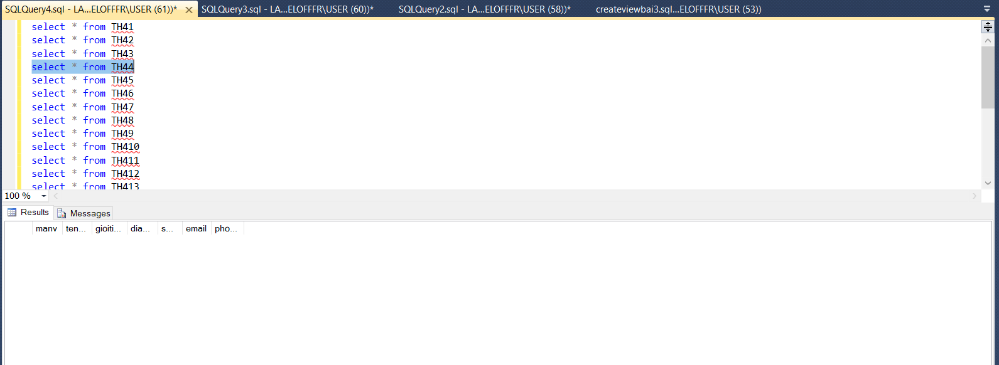 SQLQuery4.sql - LA...ELOFFFR\USER (61))* SQLQuery3.sql - LA...ELOFFFR\USER (60))* SQLQuery2.sql - LA...ELOFFFR\USER (58))* createviewbai3.sql...ELOFFFR\USER (53))
select * from TH41
select * from TH42
select * from TH43
select * from TH44
select * from TH45
select * from TH46
select * from TH47
select * from TH48
select * from TH49
select * from TH410
select * from TH411
select * from TH412
select * from TH413
100 %
Results Messages
manv ten... gioiti... dia... s... email pho...